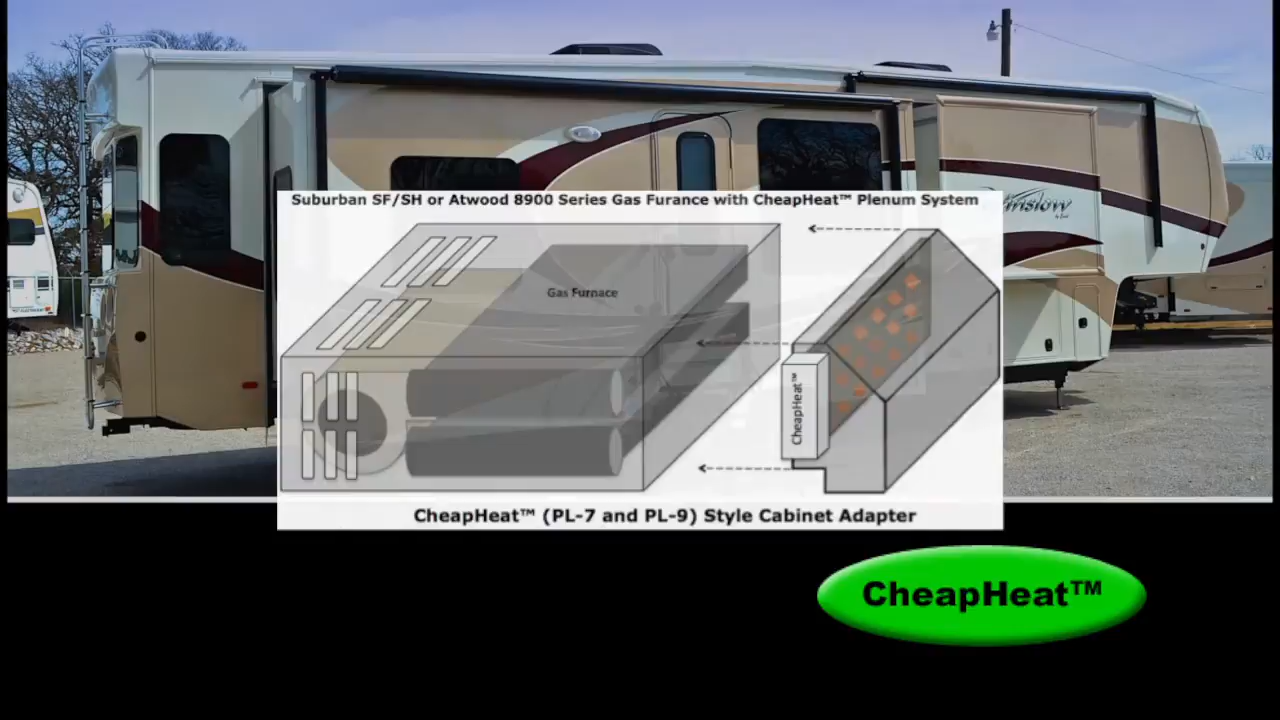 Winslow
Suburban SF/SH or Atwood 8900 Series Gas Furance with CheapHeat™ Plenum System
Gas Furnace
CheapHeat™
CheapHeat™ (PL-7 and PL-9) Style Cabinet Adapter
CheapHeat™